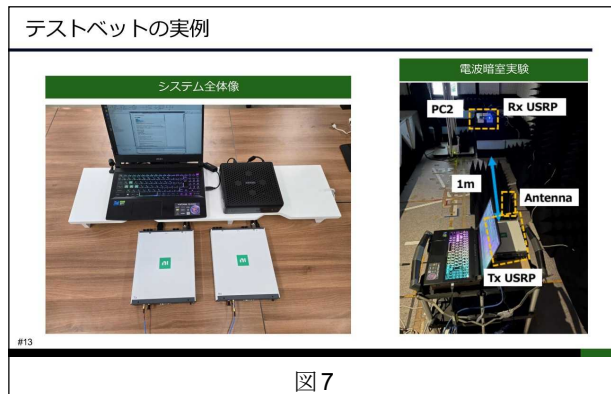 テストベットの実例
システム全体像
電波暗室実験
PC2
Rx USRP
1m
Antenna
Tx USRP
#13
図7